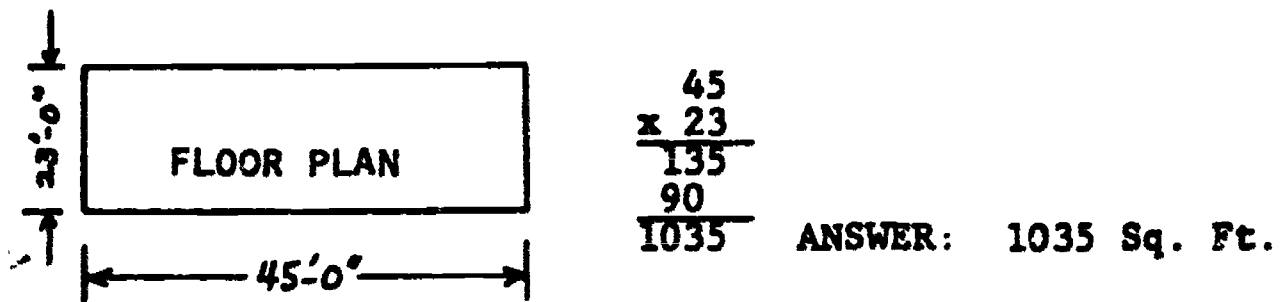 23'-0"
FLOOR PLAN
45'-0"
45
x 23
135
90
1035 ANSWER: 1035 Sq. Ft.